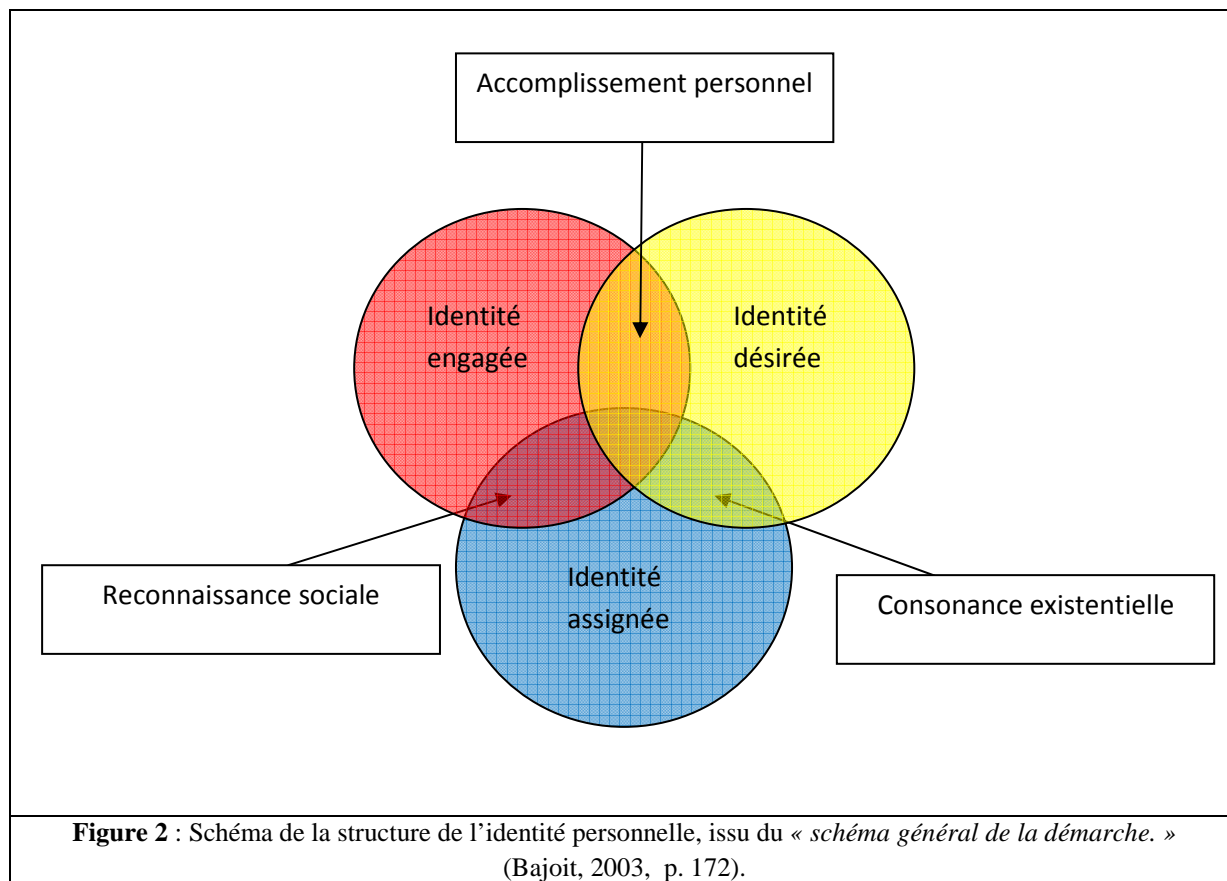 Accomplissement personnel
Identité
engagée
Identité
désirée
Reconnaissance sociale
Identité
assignée
Consonance existentielle
Figure 2 : Schéma de la structure de l’identité personnelle, issu du « schéma général de la démarche. »
(Bajoit, 2003, p. 172).